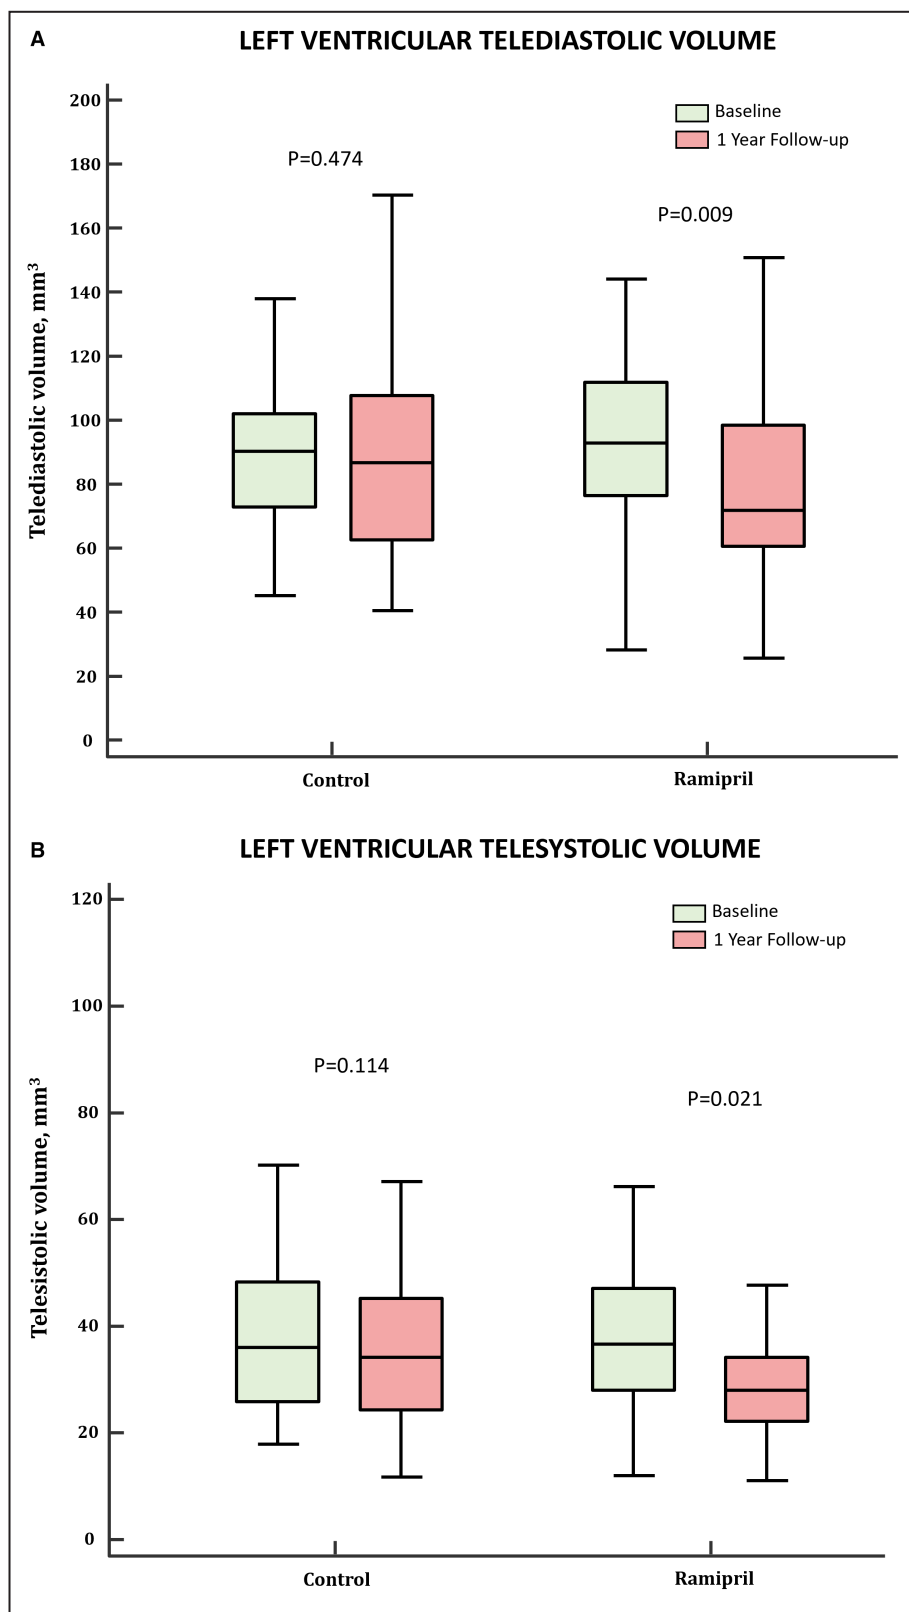 A
LEFT VENTRICULAR TELEDIASTOLIC VOLUME
200
180
160
140
120
100
80
60
40
20
0
Telediastolic volume, mm³
Baseline
1 Year Follow-up
P=0.474
P=0.009
Control
Ramipril
B
LEFT VENTRICULAR TELESYSTOLIC VOLUME
120
100
80
60
40
20
0
Telesistolic volume, mm³
Baseline
1 Year Follow-up
P=0.114
P=0.021
Control
Ramipril